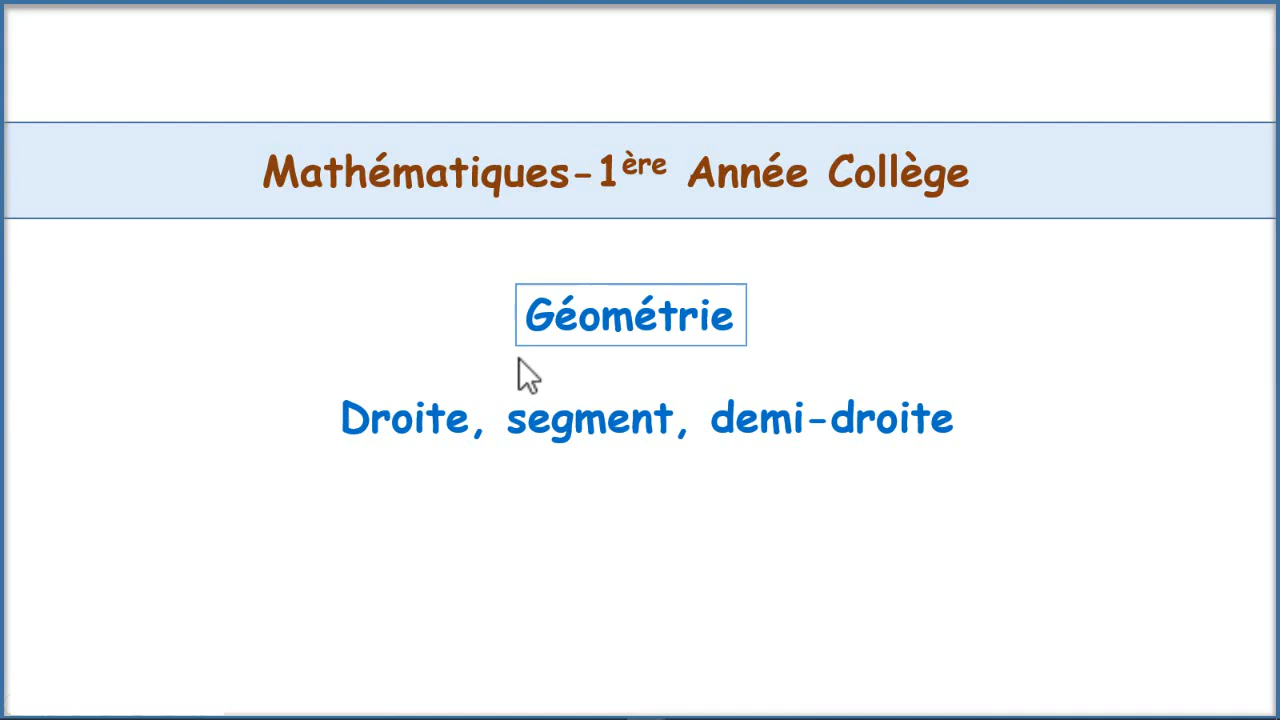 Mathématiques-1ère Année Collège
Géométrie
Droite, segment, demi-droite